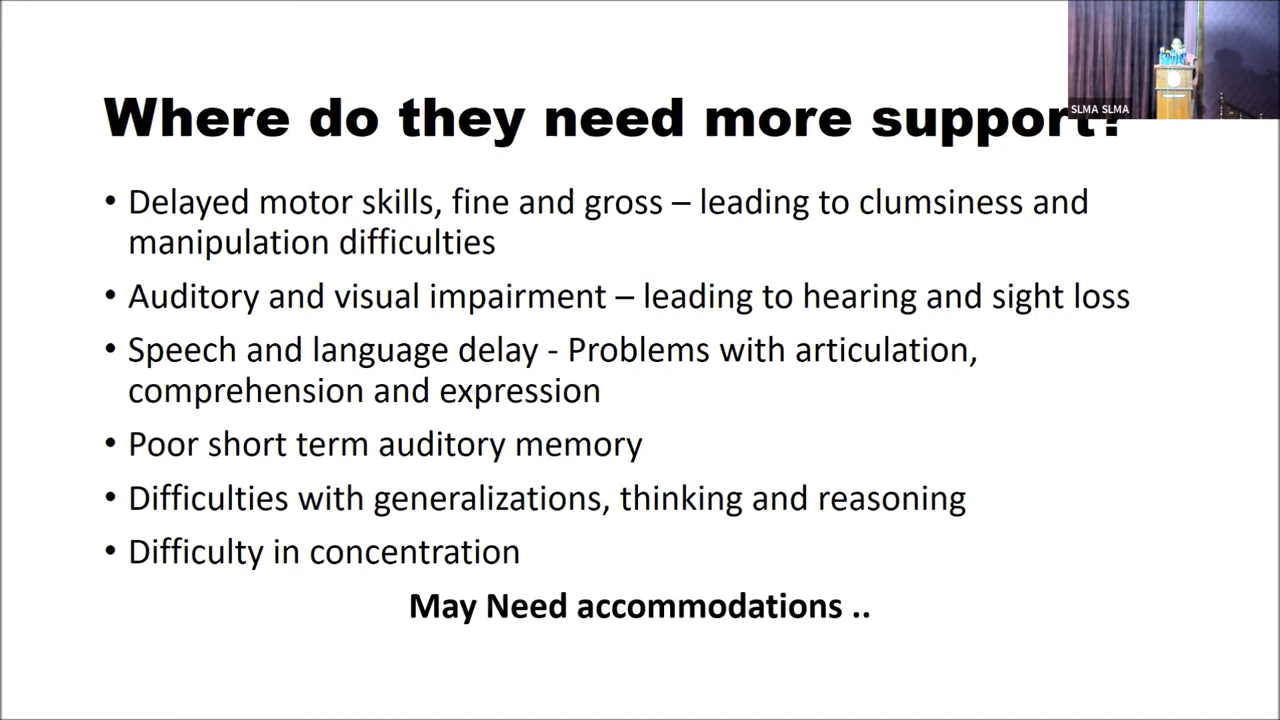 SLMA SLMA
Where do they need more support?
• Delayed motor skills, fine and gross – leading to clumsiness and
manipulation difficulties
• Auditory and visual impairment – leading to hearing and sight loss
• Speech and language delay - Problems with articulation,
comprehension and expression
• Poor short term auditory memory
• Difficulties with generalizations, thinking and reasoning
• Difficulty in concentration
May Need accommodations ..